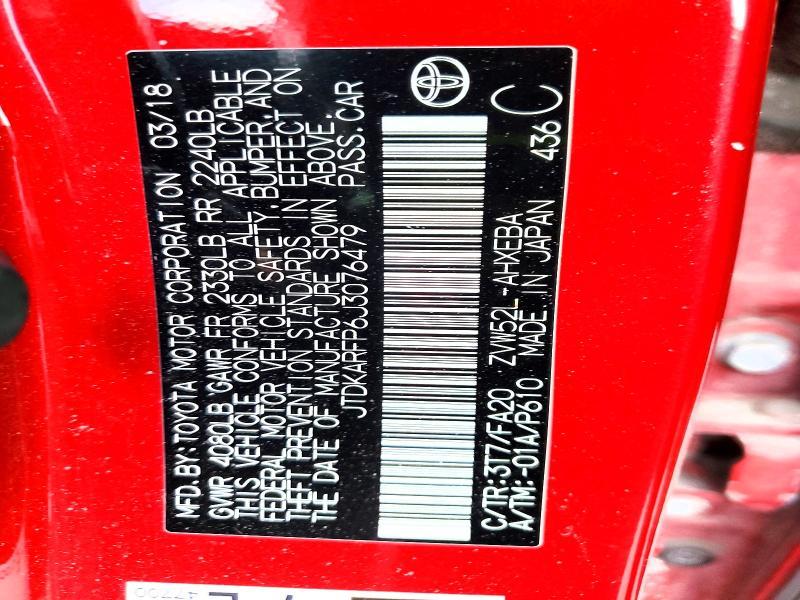 MFD. BY: TOYOTA MOTOR CORPORATION 03/18
GVWR 4080LB GAWR FR 2330LB RR 2240LB
THIS VEHICLE CONFORMS TO ALL APPLICABLE
FEDERAL MOTOR VEHICLE SAFETY, BUMPER, AND
THEFT PREVENTION STANDARDS IN EFFECT ON
THE DATE OF MANUFACTURE SHOWN ABOVE.
JTDKARFP6J3076479 PASS. CAR
C/TR: 3T7/FA20 ZVW52L-AHXEBA C
A/TM: -01A/P610 MADE IN JAPAN 436